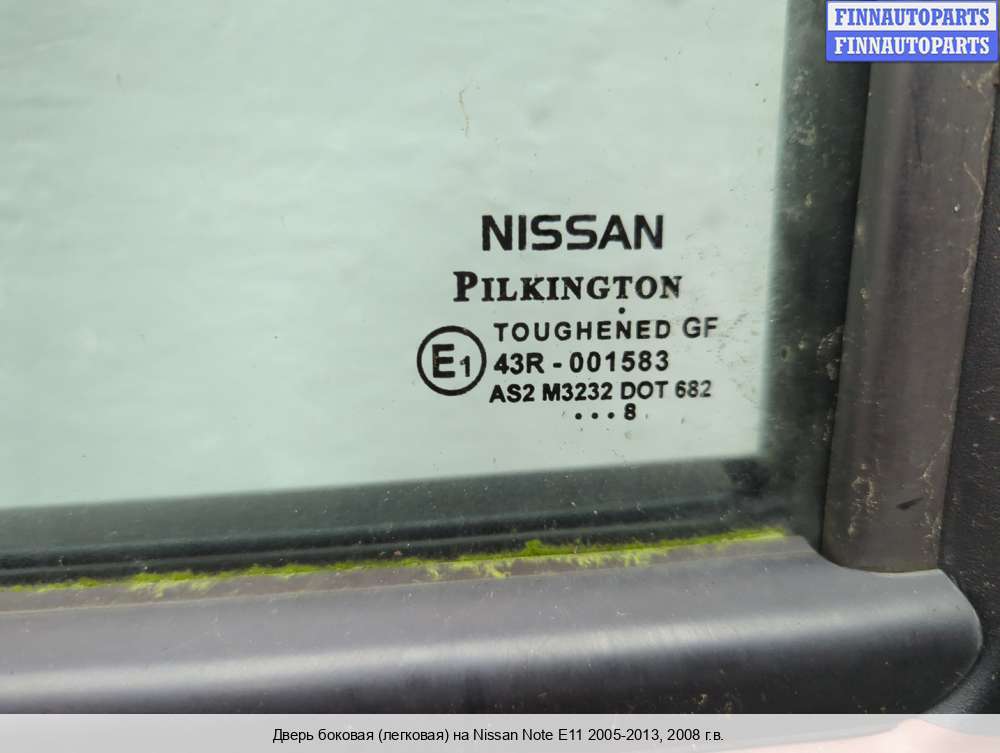 FINNAUTOPARTS
FINNAUTOPARTS
NISSAN
PILKINGTON
TOUGHENED GF
E1 43R - 001583
AS2 M3232 DOT 682
...8
Дверь боковая (легковая) на Nissan Note E11 2005-2013, 2008 г.в.